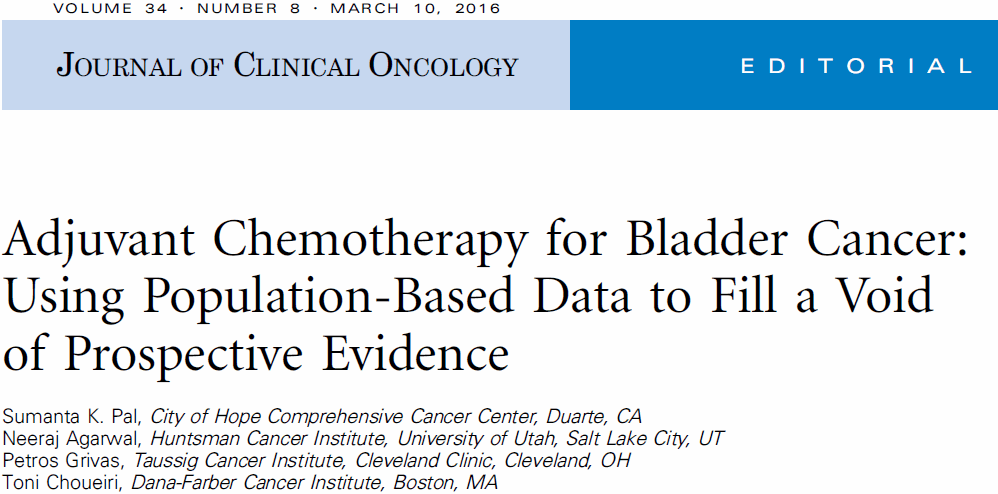 VOLUME 34 · NUMBER 8 · MARCH 10, 2016
JOURNAL OF CLINICAL ONCOLOGY
EDITORIAL
Adjuvant Chemotherapy for Bladder Cancer:
Using Population-Based Data to Fill a Void
of Prospective Evidence
Sumanta K. Pal, City of Hope Comprehensive Cancer Center, Duarte, CA
Neeraj Agarwal, Huntsman Cancer Institute, University of Utah, Salt Lake City, UT
Petros Grivas, Taussig Cancer Institute, Cleveland Clinic, Cleveland, OH
Toni Choueiri, Dana-Farber Cancer Institute, Boston, MA